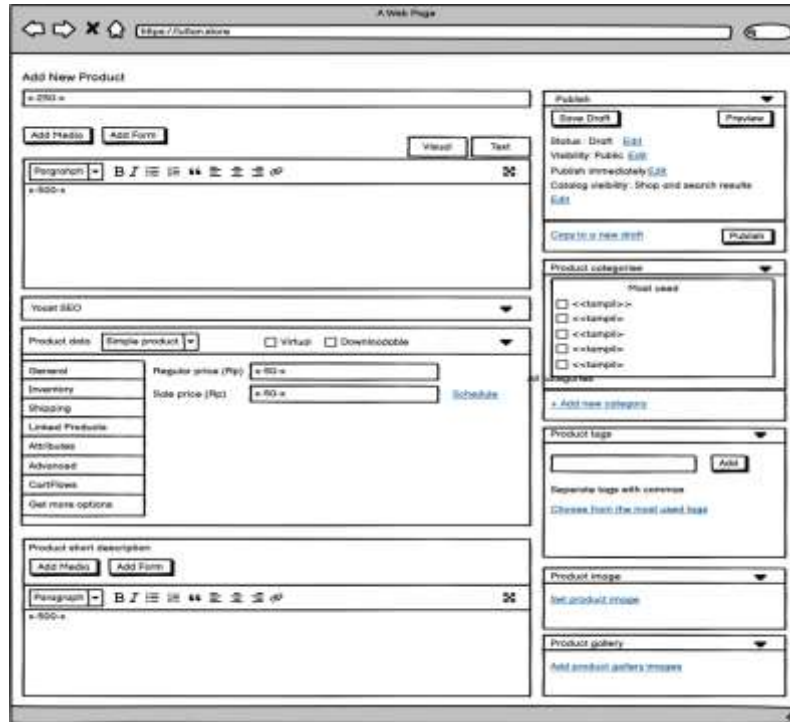 A Web Page
Add New Product
x-250-x
Add Media
Add Form
Visual
Text
Paragraph
B I
x-500-x
Yoast SEO
Product data
Simple product
Virtual
Downloadable
General
Inventory
Shipping
Linked Products
Attributes
Advanced
CartFlows
Get more options
Regular price (Rp)
x-50-x
Sale price (Rp)
x-50-x
Schedule
Product short description
Add Media
Add Form
Paragraph
B I
x-500-x
Publish
Save Draft
Preview
Status : Draft Edit
Visibility: Public Edit
Publish immediately Edit
Catalog visibility: Shop and search results
Edit
Copy to a new draft
Publish
Product categories
Most used
<<tampil>>
<<tampil>
<<tampil>
<<tampil>
<<tampil>
categories
+ Add new category
Product tags
Add
Separate tags with commas
Choose from the most used tags
Product image
Set product image
Product gallery
Add product gallery images